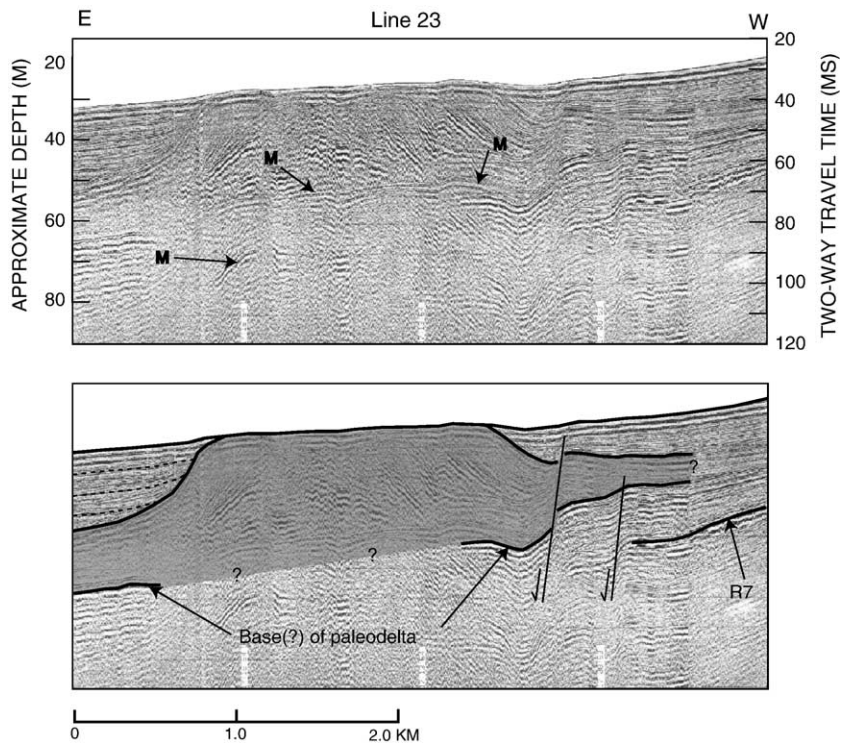 E
Line 23
W
APPROXIMATE DEPTH (M)
20
40
60
80
M
M
M
20
40
60
80
100
120
TWO-WAY TRAVEL TIME (MS)
?
?
?
Base(?) of paleodelta
R7
0
1.0
2.0 KM